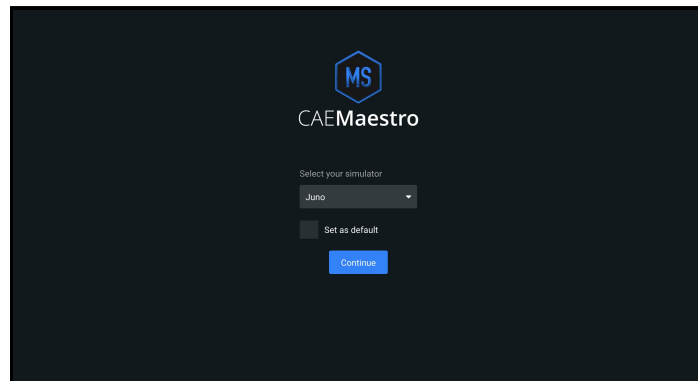 MS
CAEMaestro
Select your simulator
Juno
Set as default
Continue